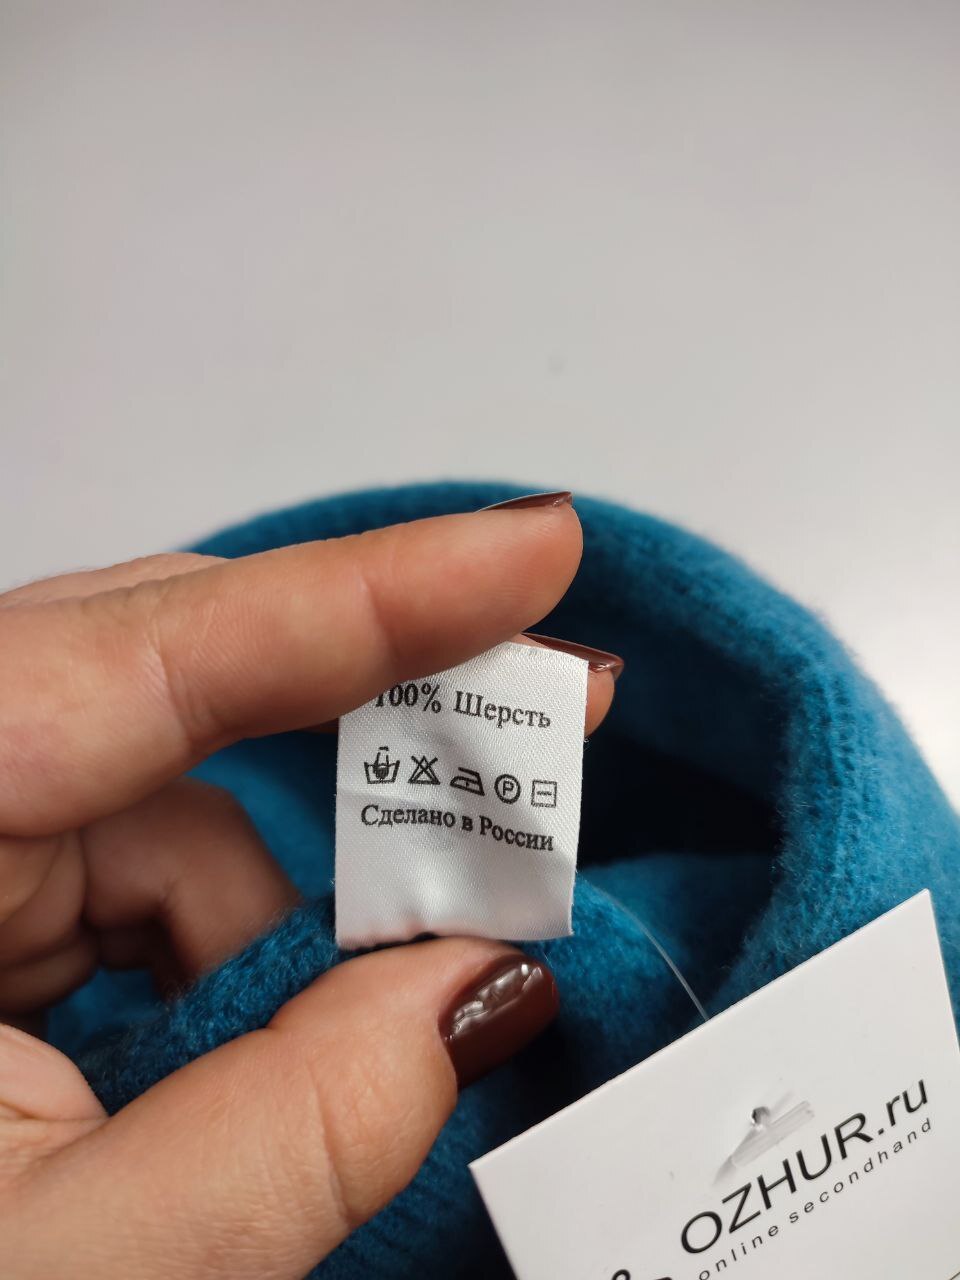 100% Шерсть
P
Сделано в России
OZHUR.ru
online secondhand